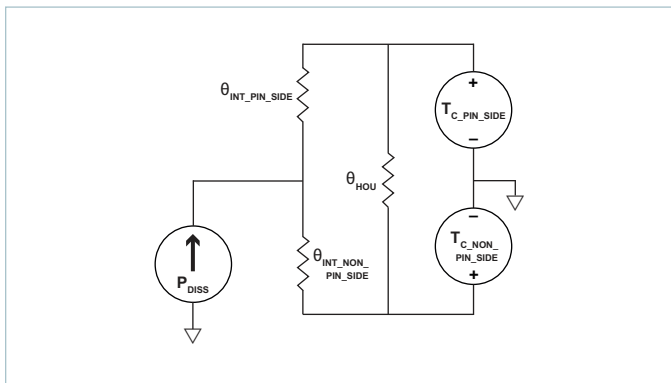 θINT_PIN_SIDE
+
TC_PIN_SIDE
–
θHOU
–
TC_NON_
PIN_SIDE
+
θINT_NON_
PIN_SIDE
PDISS